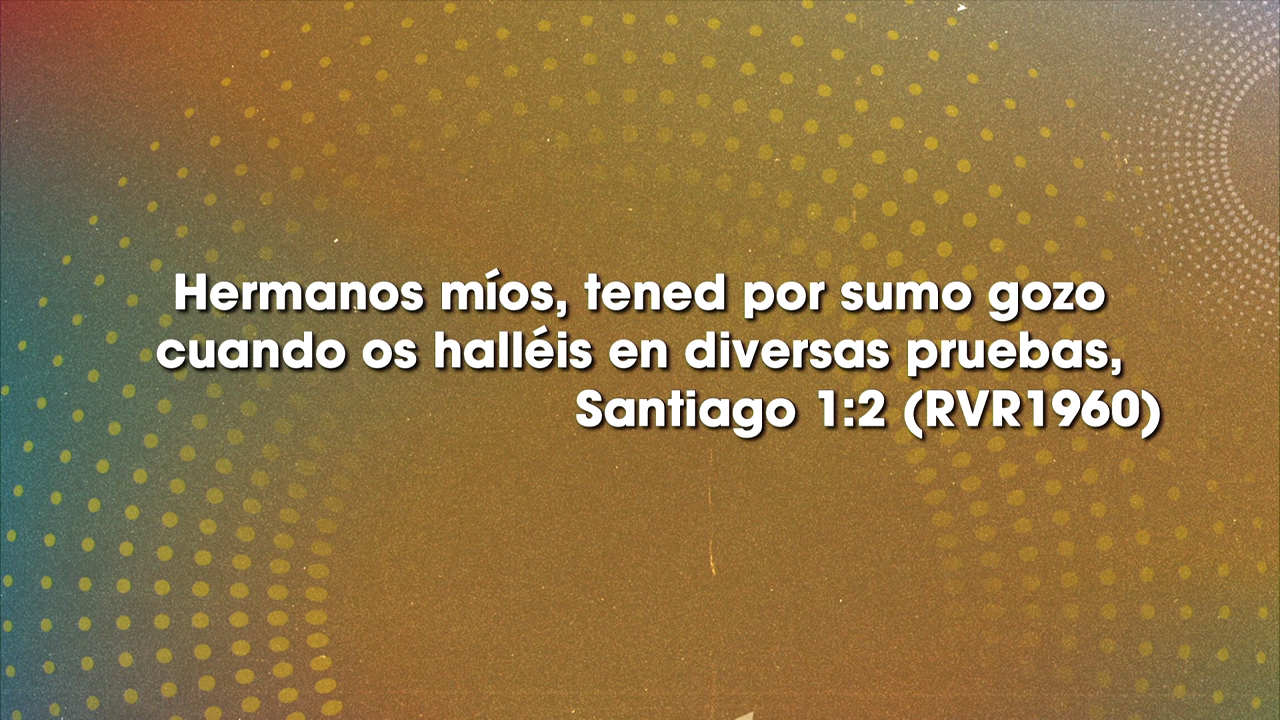 Hermanos míos, tened por sumo gozo
cuando os halléis en diversas pruebas,
Santiago 1:2 (RVR1960)